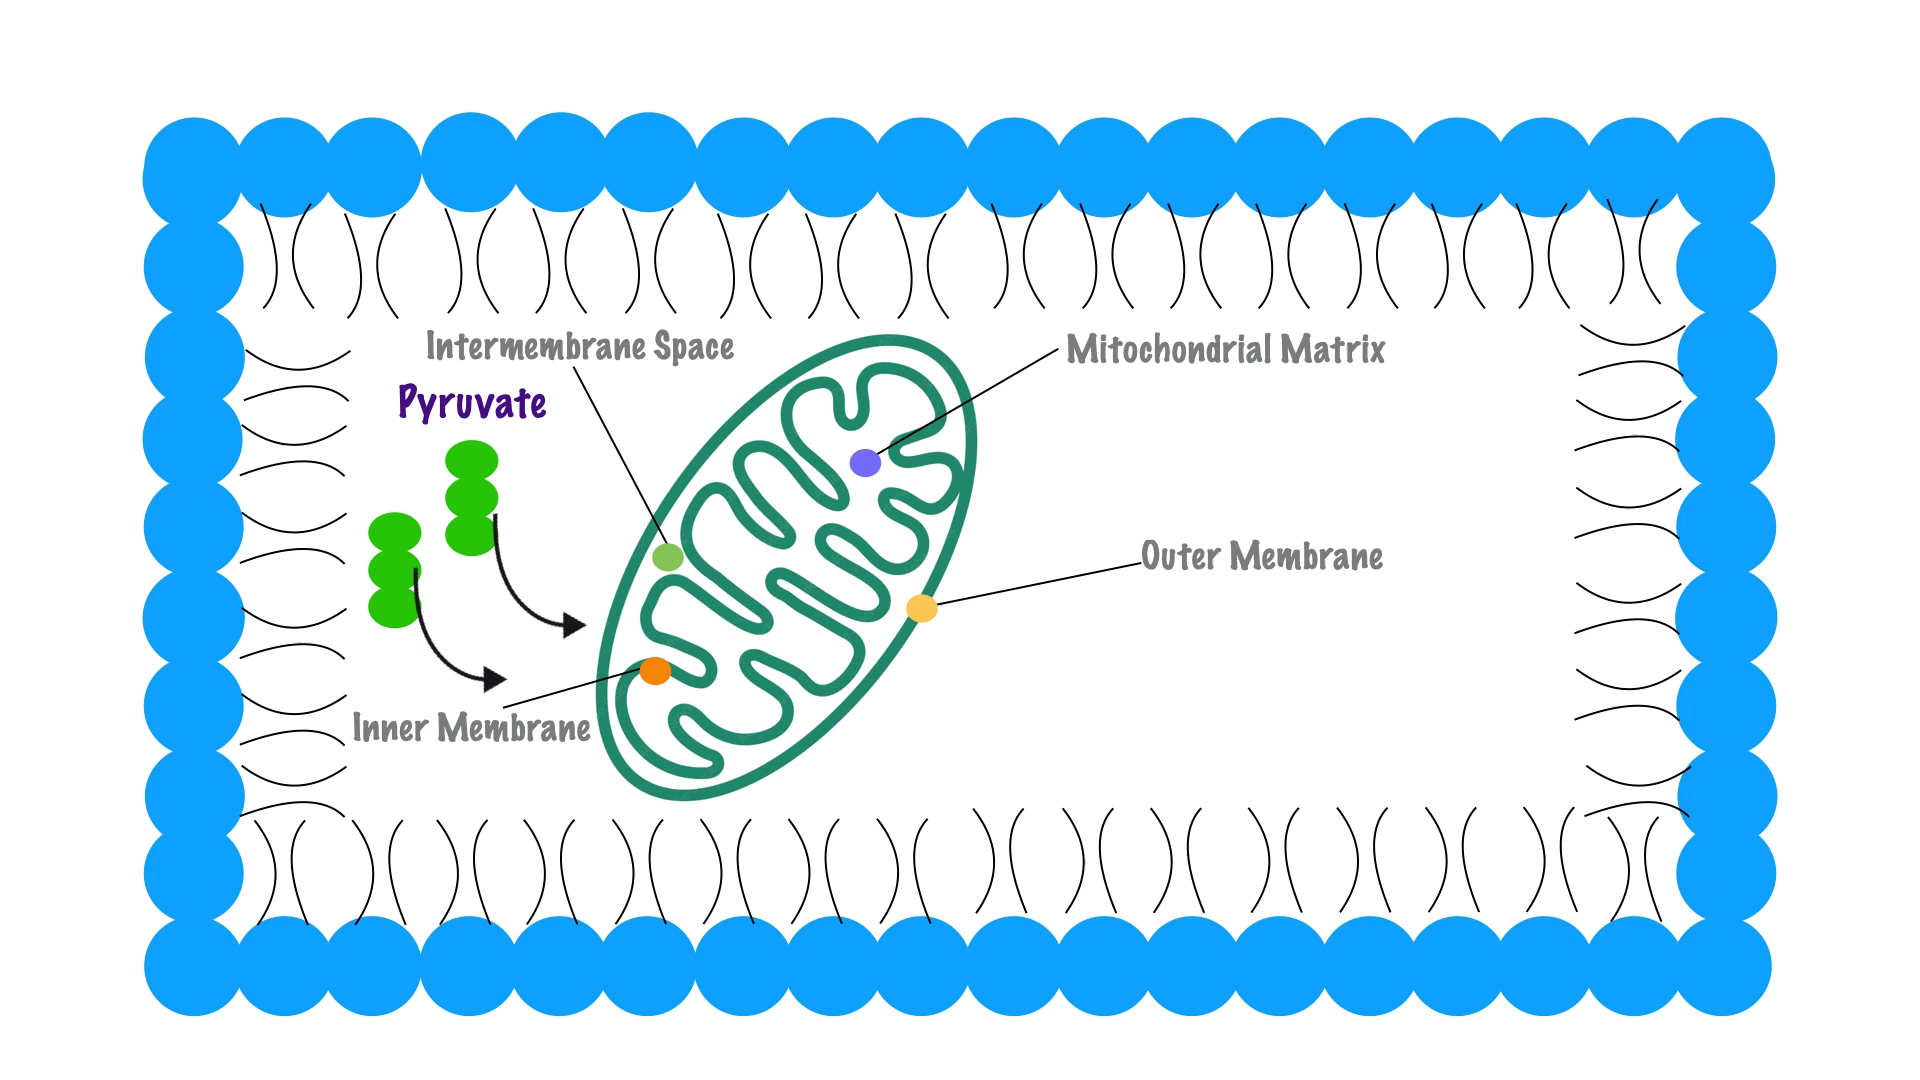 Intermembrane Space
Mitochondrial Matrix
Pyruvate
Outer Membrane
Inner Membrane